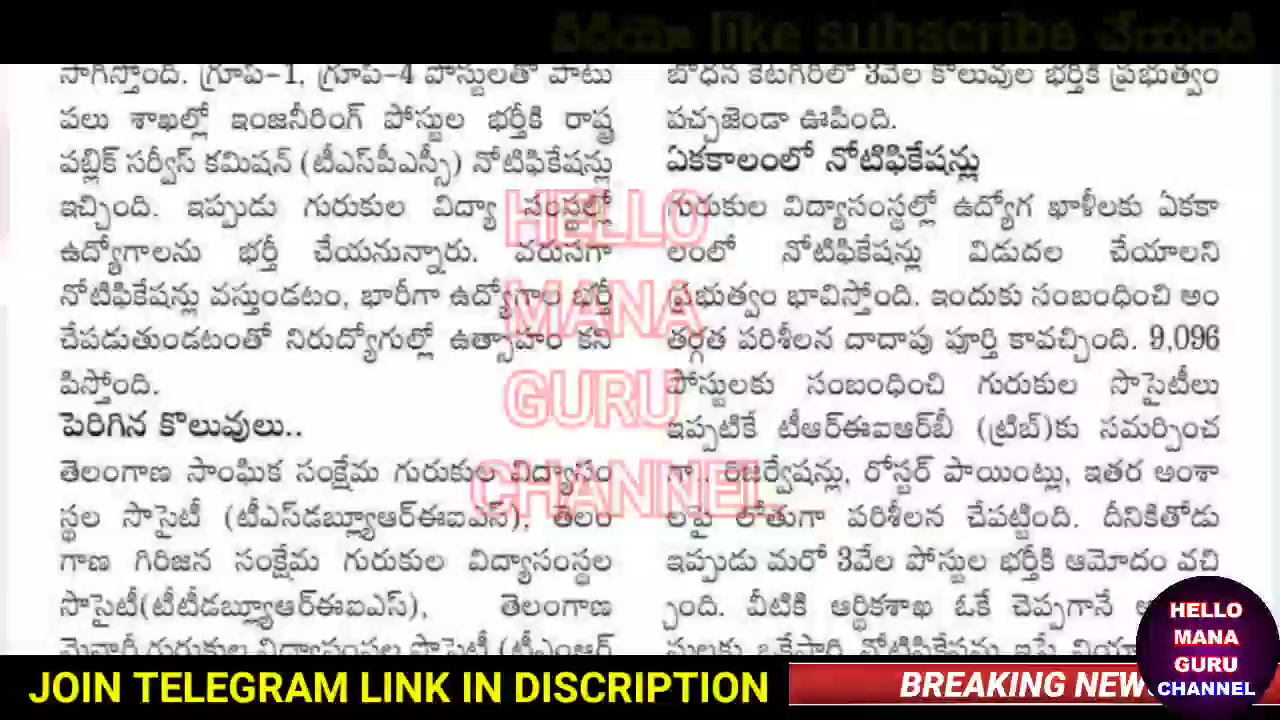 వీడియో like subscribe చేయండి
సాగిస్తోంది. గ్రూప్-1, గ్రూప్-4 పోస్టులతో పాటు
పలు శాఖల్లో ఇంజనీరింగ్ పోస్టుల భర్తీకి రాష్ట్ర
పబ్లిక్ సర్వీస్ కమిషన్ (టీఎస్‌పీఎస్సీ) నోటిఫికేషన్లు
ఇచ్చింది. ఇప్పుడు గురుకుల విద్యా సంస్థల్లో
ఉద్యోగాలను భర్తీ చేయనున్నారు. వరుసగా
నోటిఫికేషన్లు వస్తుండటం, భారీగా ఉద్యోగాల భర్తీ
చేపడుతుండటంతో నిరుద్యోగుల్లో ఉత్సాహం కని
పిస్తోంది.
పెరిగిన కొలువులు..
తెలంగాణ సాంఘిక సంక్షేమ గురుకుల విద్యాసం
స్థల సొసైటీ (టీఎస్‌డబ్ల్యూఆర్‌ఈఐఎస్), తెలం
గాణ గిరిజన సంక్షేమ గురుకుల విద్యాసంస్థల
సొసైటీ(టీటీడబ్ల్యూఆర్‌ఈఐఎస్), తెలంగాణ
బోధన కేటగిరీలో 3వేల కొలువుల భర్తీకి ప్రభుత్వం
పచ్చజెండా ఊపింది.
ఏకకాలంలో నోటిఫికేషన్లు
గురుకుల విద్యాసంస్థల్లో ఉద్యోగ ఖాళీలకు ఏకకా
లంలో నోటిఫికేషన్లు విడుదల చేయాలని
ప్రభుత్వం భావిస్తోంది. ఇందుకు సంబంధించి అం
తర్గత పరిశీలన దాదాపు పూర్తి కావచ్చింది. 9,096
పోస్టులకు సంబంధించి గురుకుల సొసైటీలు
ఇప్పటికే టీఆర్‌ఈఐఆర్‌బీ (ట్రిబ్)కు సమర్పించ
గా.. రిజర్వేషన్లు, రోస్టర్ పాయింట్లు, ఇతర అంశా
లపై లోతుగా పరిశీలన చేపట్టింది. దీనికితోడు
ఇప్పుడు మరో 3వేల పోస్టుల భర్తీకి ఆమోదం వచి
్చంది. వీటికి ఆర్థికశాఖ ఓకే చెప్పగానే
HELLO
MANA
GURU
CHANNEL
JOIN TELEGRAM LINK IN DISCRIPTION
BREAKING NEWS
HELLO
MANA
GURU
CHANNEL